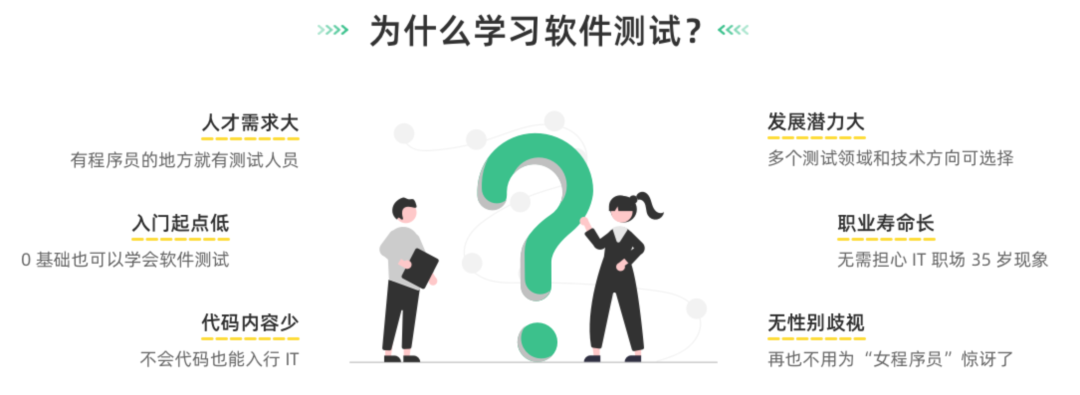 为什么学习软件测试？
人才需求大
有程序员的地方就有测试人员
入门起点低
0 基础也可以学会软件测试
代码内容少
不会代码也能入行 IT
发展潜力大
多个测试领域和技术方向可选择
职业寿命长
无需担心 IT 职场 35 岁现象
无性别歧视
再也不用为“女程序员”惊讶了